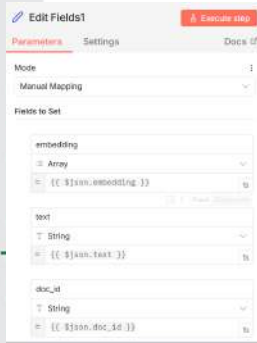 Edit Fields1
Execute step
Parameters Settings Docs
Mode
Manual Mapping
Fields to Set
embedding
Array
= {{ $json.embedding }}
text
String
= {{ $json.text }}
doc_id
String
= {{ $json.doc_id }}